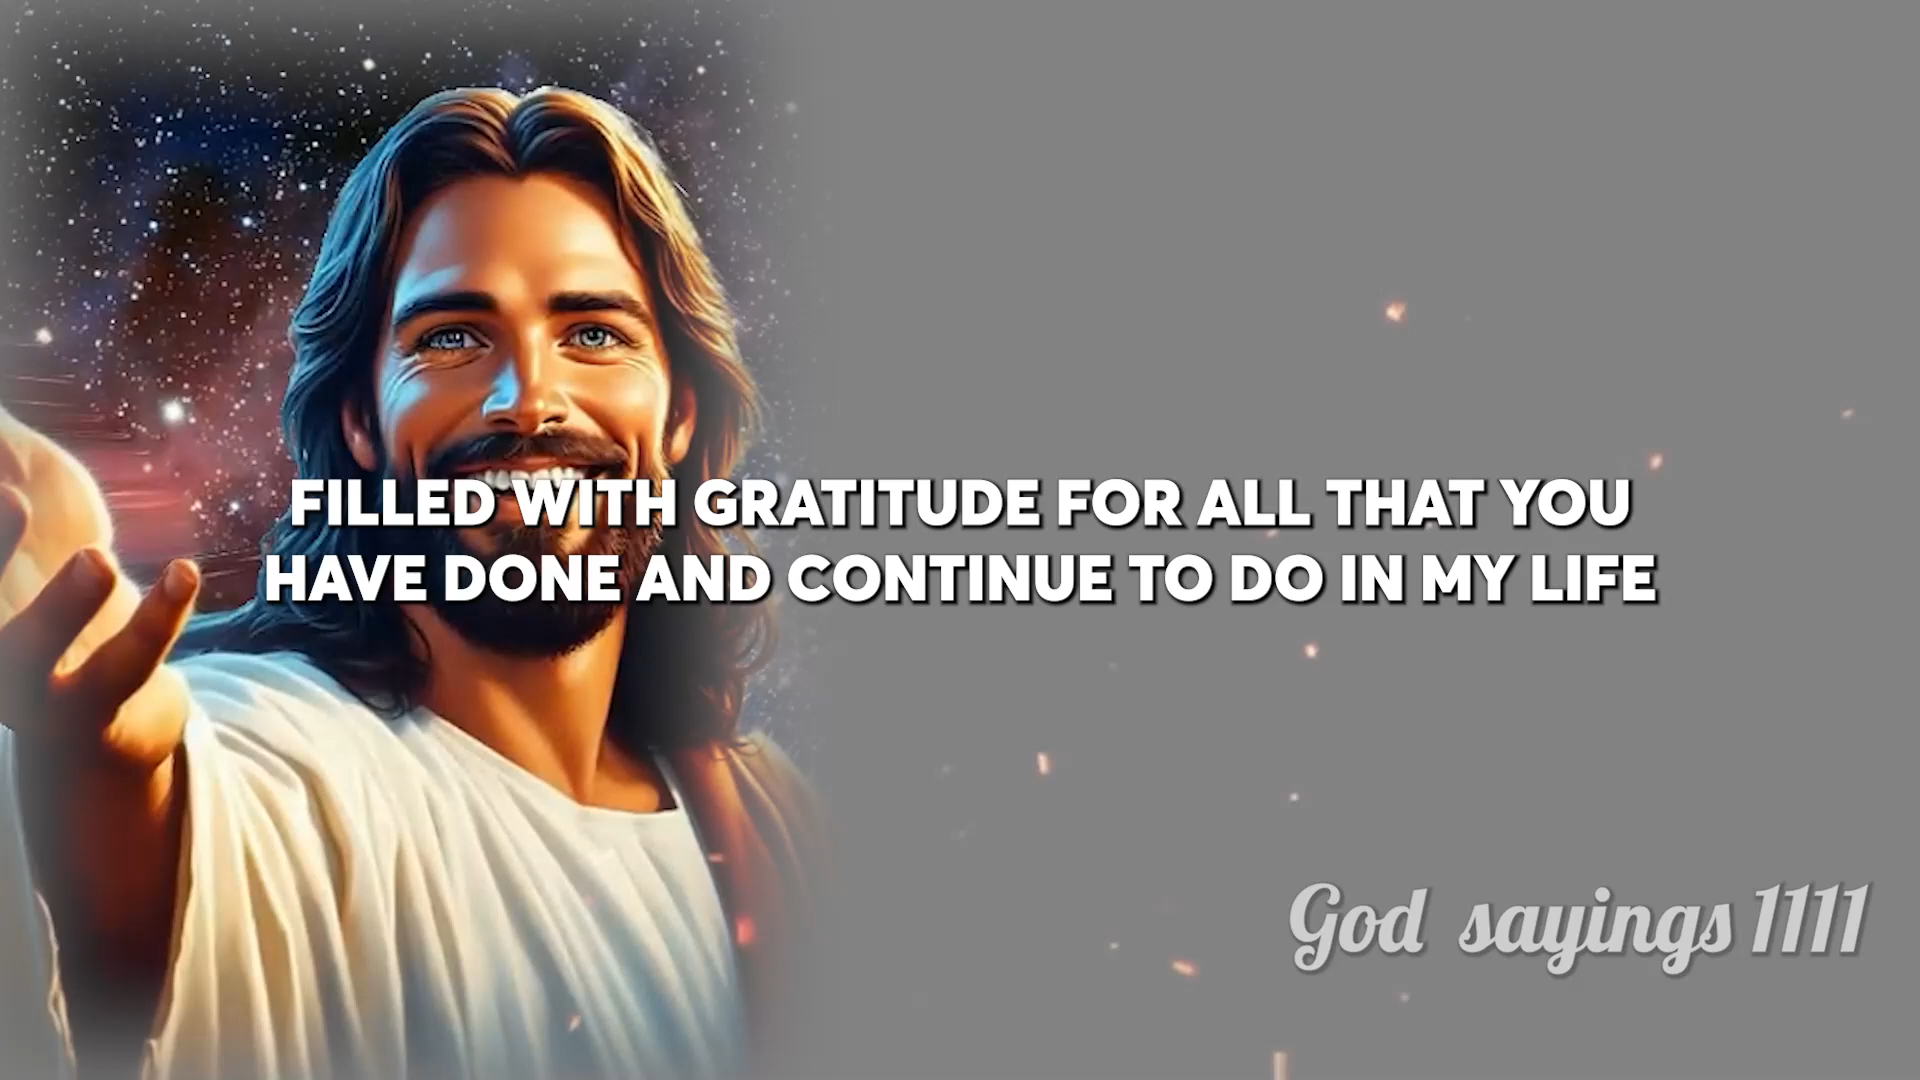 FILLED WITH GRATITUDE FOR ALL THAT YOU
HAVE DONE AND CONTINUE TO DO IN MY LIFE
God sayings 1111